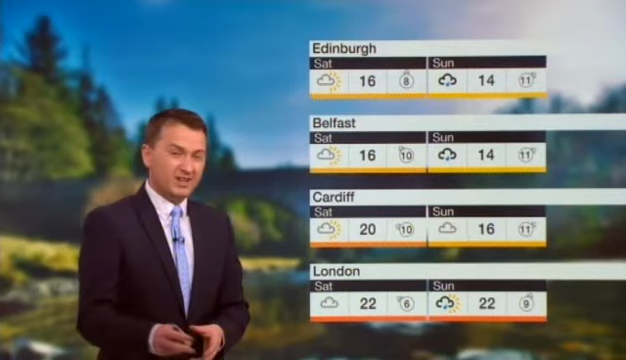 Edinburgh
Sat Sun
16 8 14 11
Belfast
Sat Sun
16 10 14 11
Cardiff
Sat Sun
20 10 16 11
London
Sat Sun
22 6 22 9